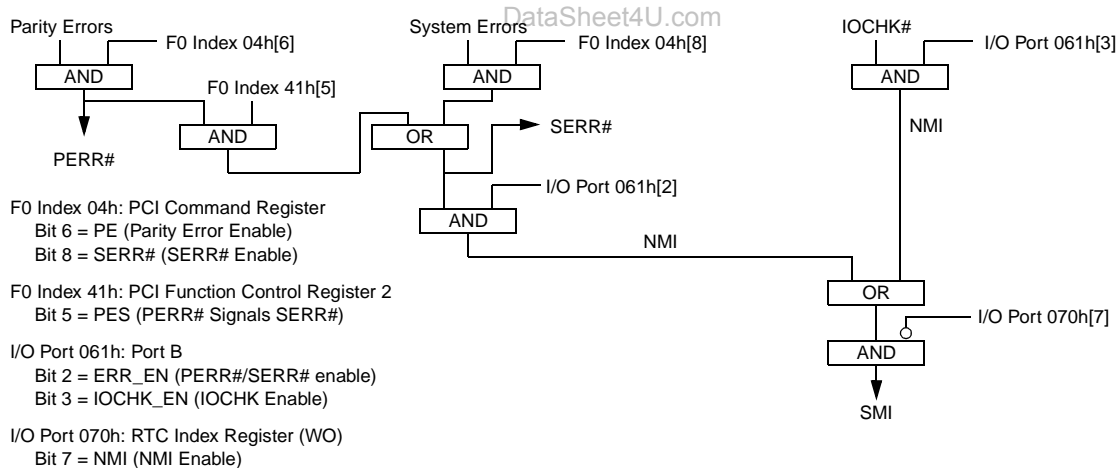 DataSheet4U.com
Parity Errors
F0 Index 04h[6]
System Errors
F0 Index 04h[8]
IOCHK#
I/O Port 061h[3]
AND
AND
AND
F0 Index 41h[5]
AND
OR
SERR#
NMI
PERR#
I/O Port 061h[2]
AND
NMI
OR
I/O Port 070h[7]
AND
SMI
F0 Index 04h: PCI Command Register
Bit 6 = PE (Parity Error Enable)
Bit 8 = SERR# (SERR# Enable)
F0 Index 41h: PCI Function Control Register 2
Bit 5 = PES (PERR# Signals SERR#)
I/O Port 061h: Port B
Bit 2 = ERR_EN (PERR#/SERR# enable)
Bit 3 = IOCHK_EN (IOCHK Enable)
I/O Port 070h: RTC Index Register (WO)
Bit 7 = NMI (NMI Enable)